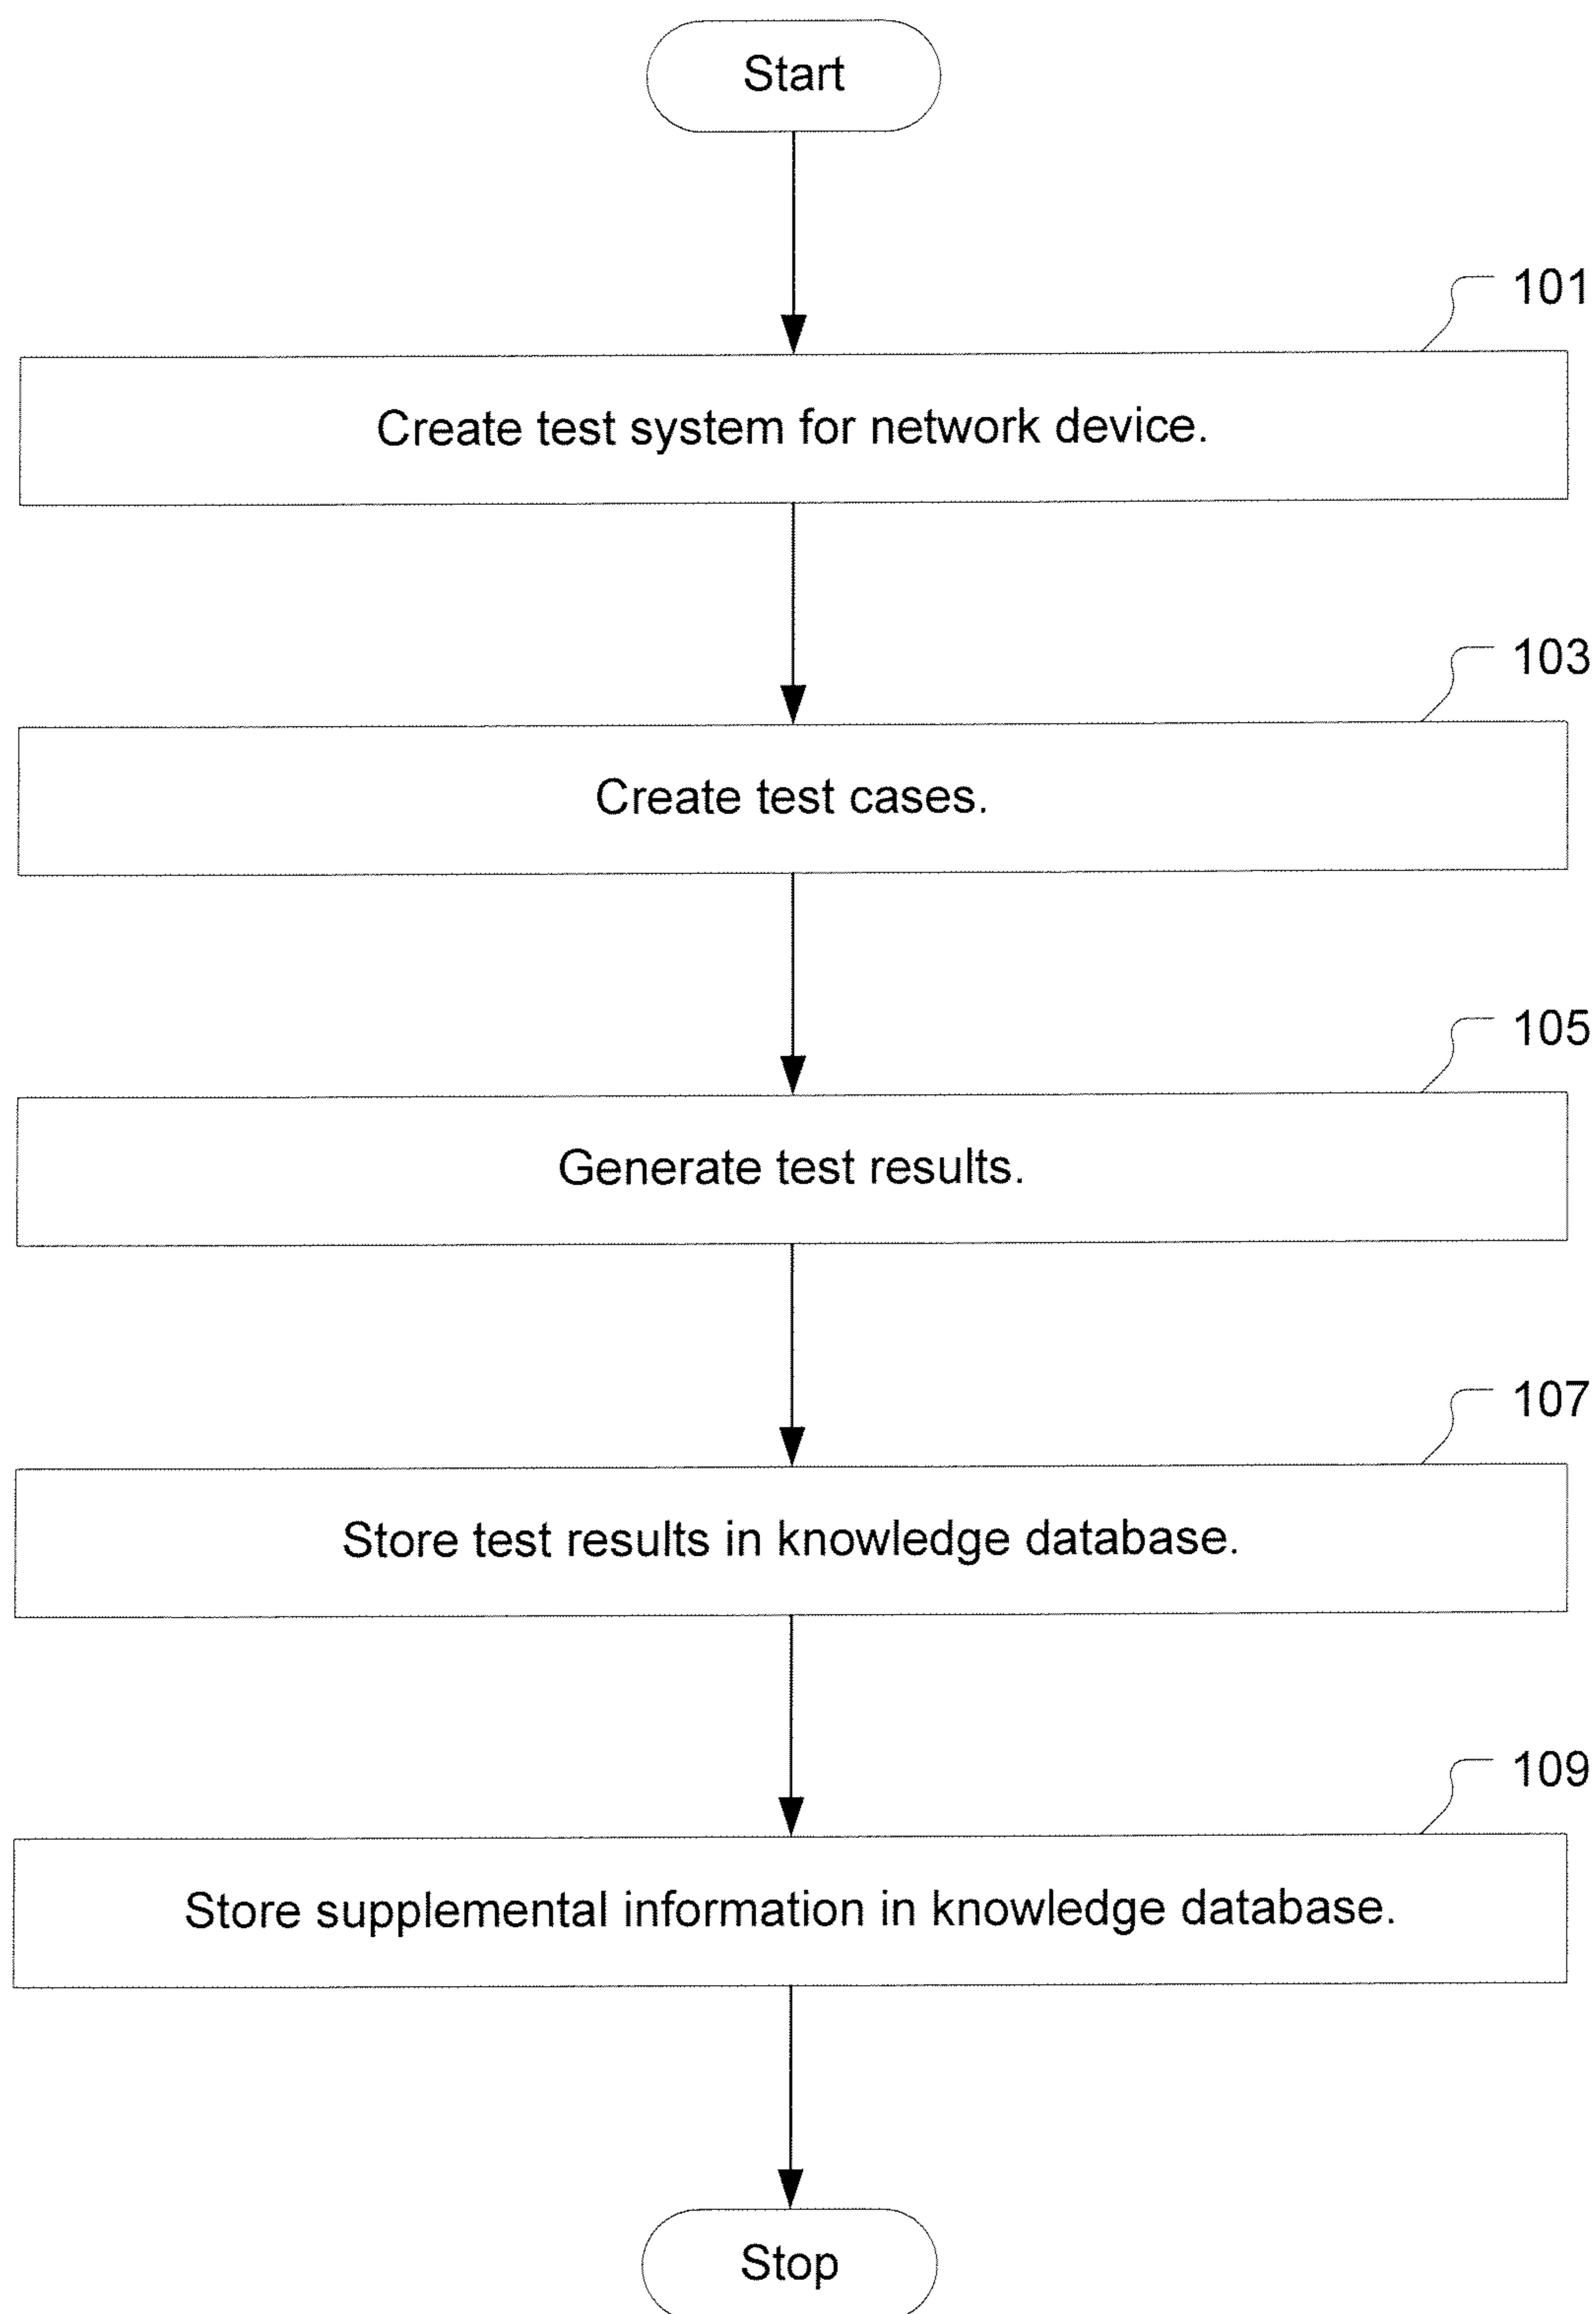 Start
101
Create test system for network device.
103
Create test cases.
105
Generate test results.
107
Store test results in knowledge database.
109
Store supplemental information in knowledge database.
Stop